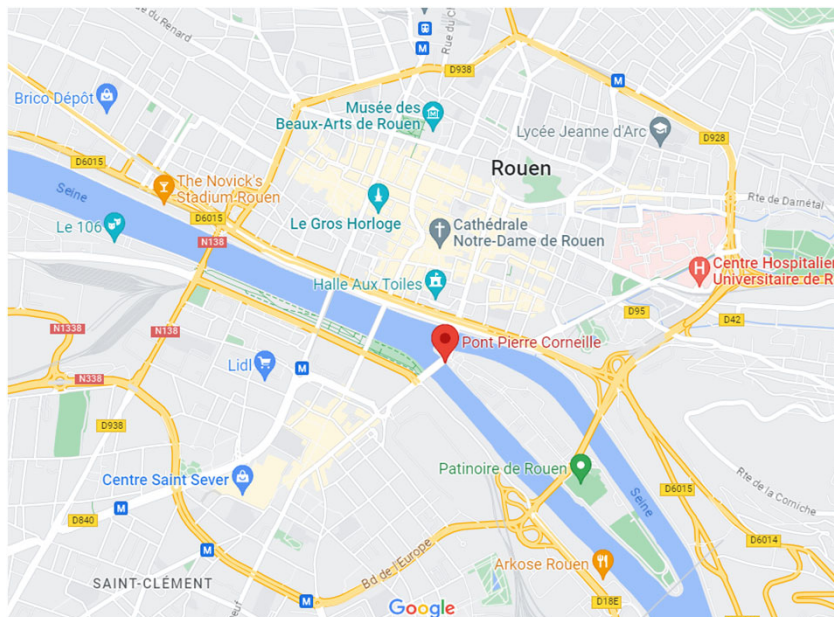 Rue du Renard
Rue du C
M
D938
Brico Dépôt
Musée des
Beaux-Arts de Rouen
M
Lycée Jeanne d'Arc
D928
D6015
Rouen
Seine
The Novick's
Stadium Rouen
Rte de Darnétal
Le 106
D6015
Le Gros Horloge
Cathédrale
Notre-Dame de Rouen
N138
H
Centre Hospitalier
Universitaire de R
Halle Aux Toiles
D95
D42
N1338
N138
Pont Pierre Corneille
Lidl
M
N338
D938
Patinoire de Rouen
Centre Saint Sever
Rte de la Corniche
D6015
Seine
D840
M
D6014
M
Bd de l'Europe
Arkose Rouen
SAINT-CLÉMENT
M
euf
Google
D18E